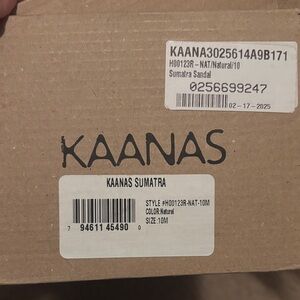 KAANA3025614A9B171
H00123R - NAT/Natural/10
Sumatra Sandal
0256699247
02-17-2025
KAANAS
KAANAS SUMATRA
STYLE #H00123R-NAT-10M
COLOR:Natural
SIZE:10M
7 94611 45490 0